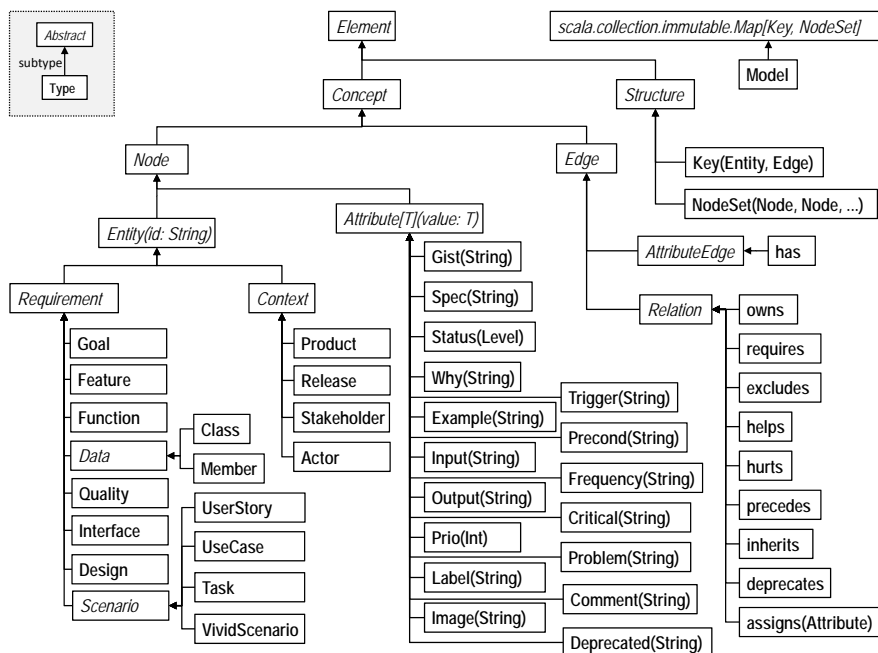 Abstract
subtype
Type
Element
scala.collection.immutable.Map[Key, NodeSet]
Model
Concept
Structure
Node
Edge
Key(Entity, Edge)
NodeSet(Node, Node, ...)
Entity(id: String)
Attribute[T](value: T)
AttributeEdge
has
Requirement
Context
Relation
Goal
Feature
Function
Data
Class
Member
Quality
Interface
Design
Scenario
UserStory
UseCase
Task
VividScenario
Product
Release
Stakeholder
Actor
Gist(String)
Spec(String)
Status(Level)
Why(String)
Example(String)
Input(String)
Output(String)
Prio(Int)
Label(String)
Image(String)
Trigger(String)
Precond(String)
Frequency(String)
Critical(String)
Problem(String)
Comment(String)
Deprecated(String)
owns
requires
excludes
helps
hurts
precedes
inherits
deprecates
assigns(Attribute)